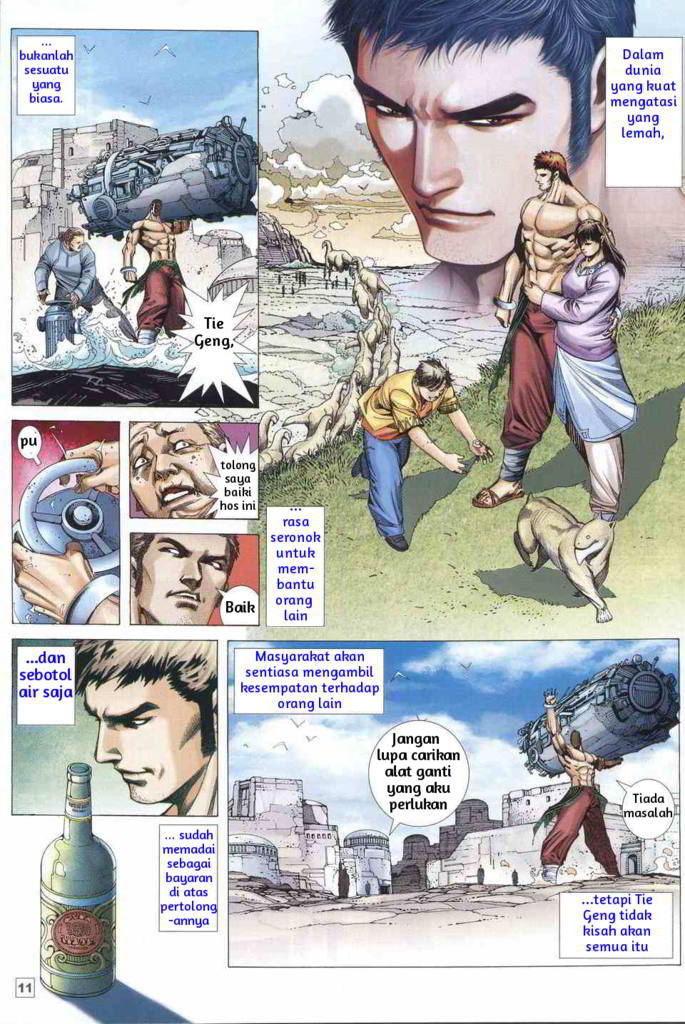 Dalam
dunia
yang kuat
mengatasi
yang
lemah,
...
rasa
seronok
untuk
mem-
bantu
orang
lain
...
bukanlah
sesuatu
yang
biasa.
Tie
Geng,
tolong
saya
baiki
hos ini
pu
Baik
...dan
sebotol
air saja
... sudah
memadai
sebagai
bayaran
di atas
pertolong
-annya
Masyarakat akan
sentiasa mengambil
kesempatan terhadap
orang lain
Jangan
lupa carikan
alat ganti
yang aku
perlukan
Tiada
masalah
...tetapi Tie
Geng tidak
kisah akan
semua itu
11